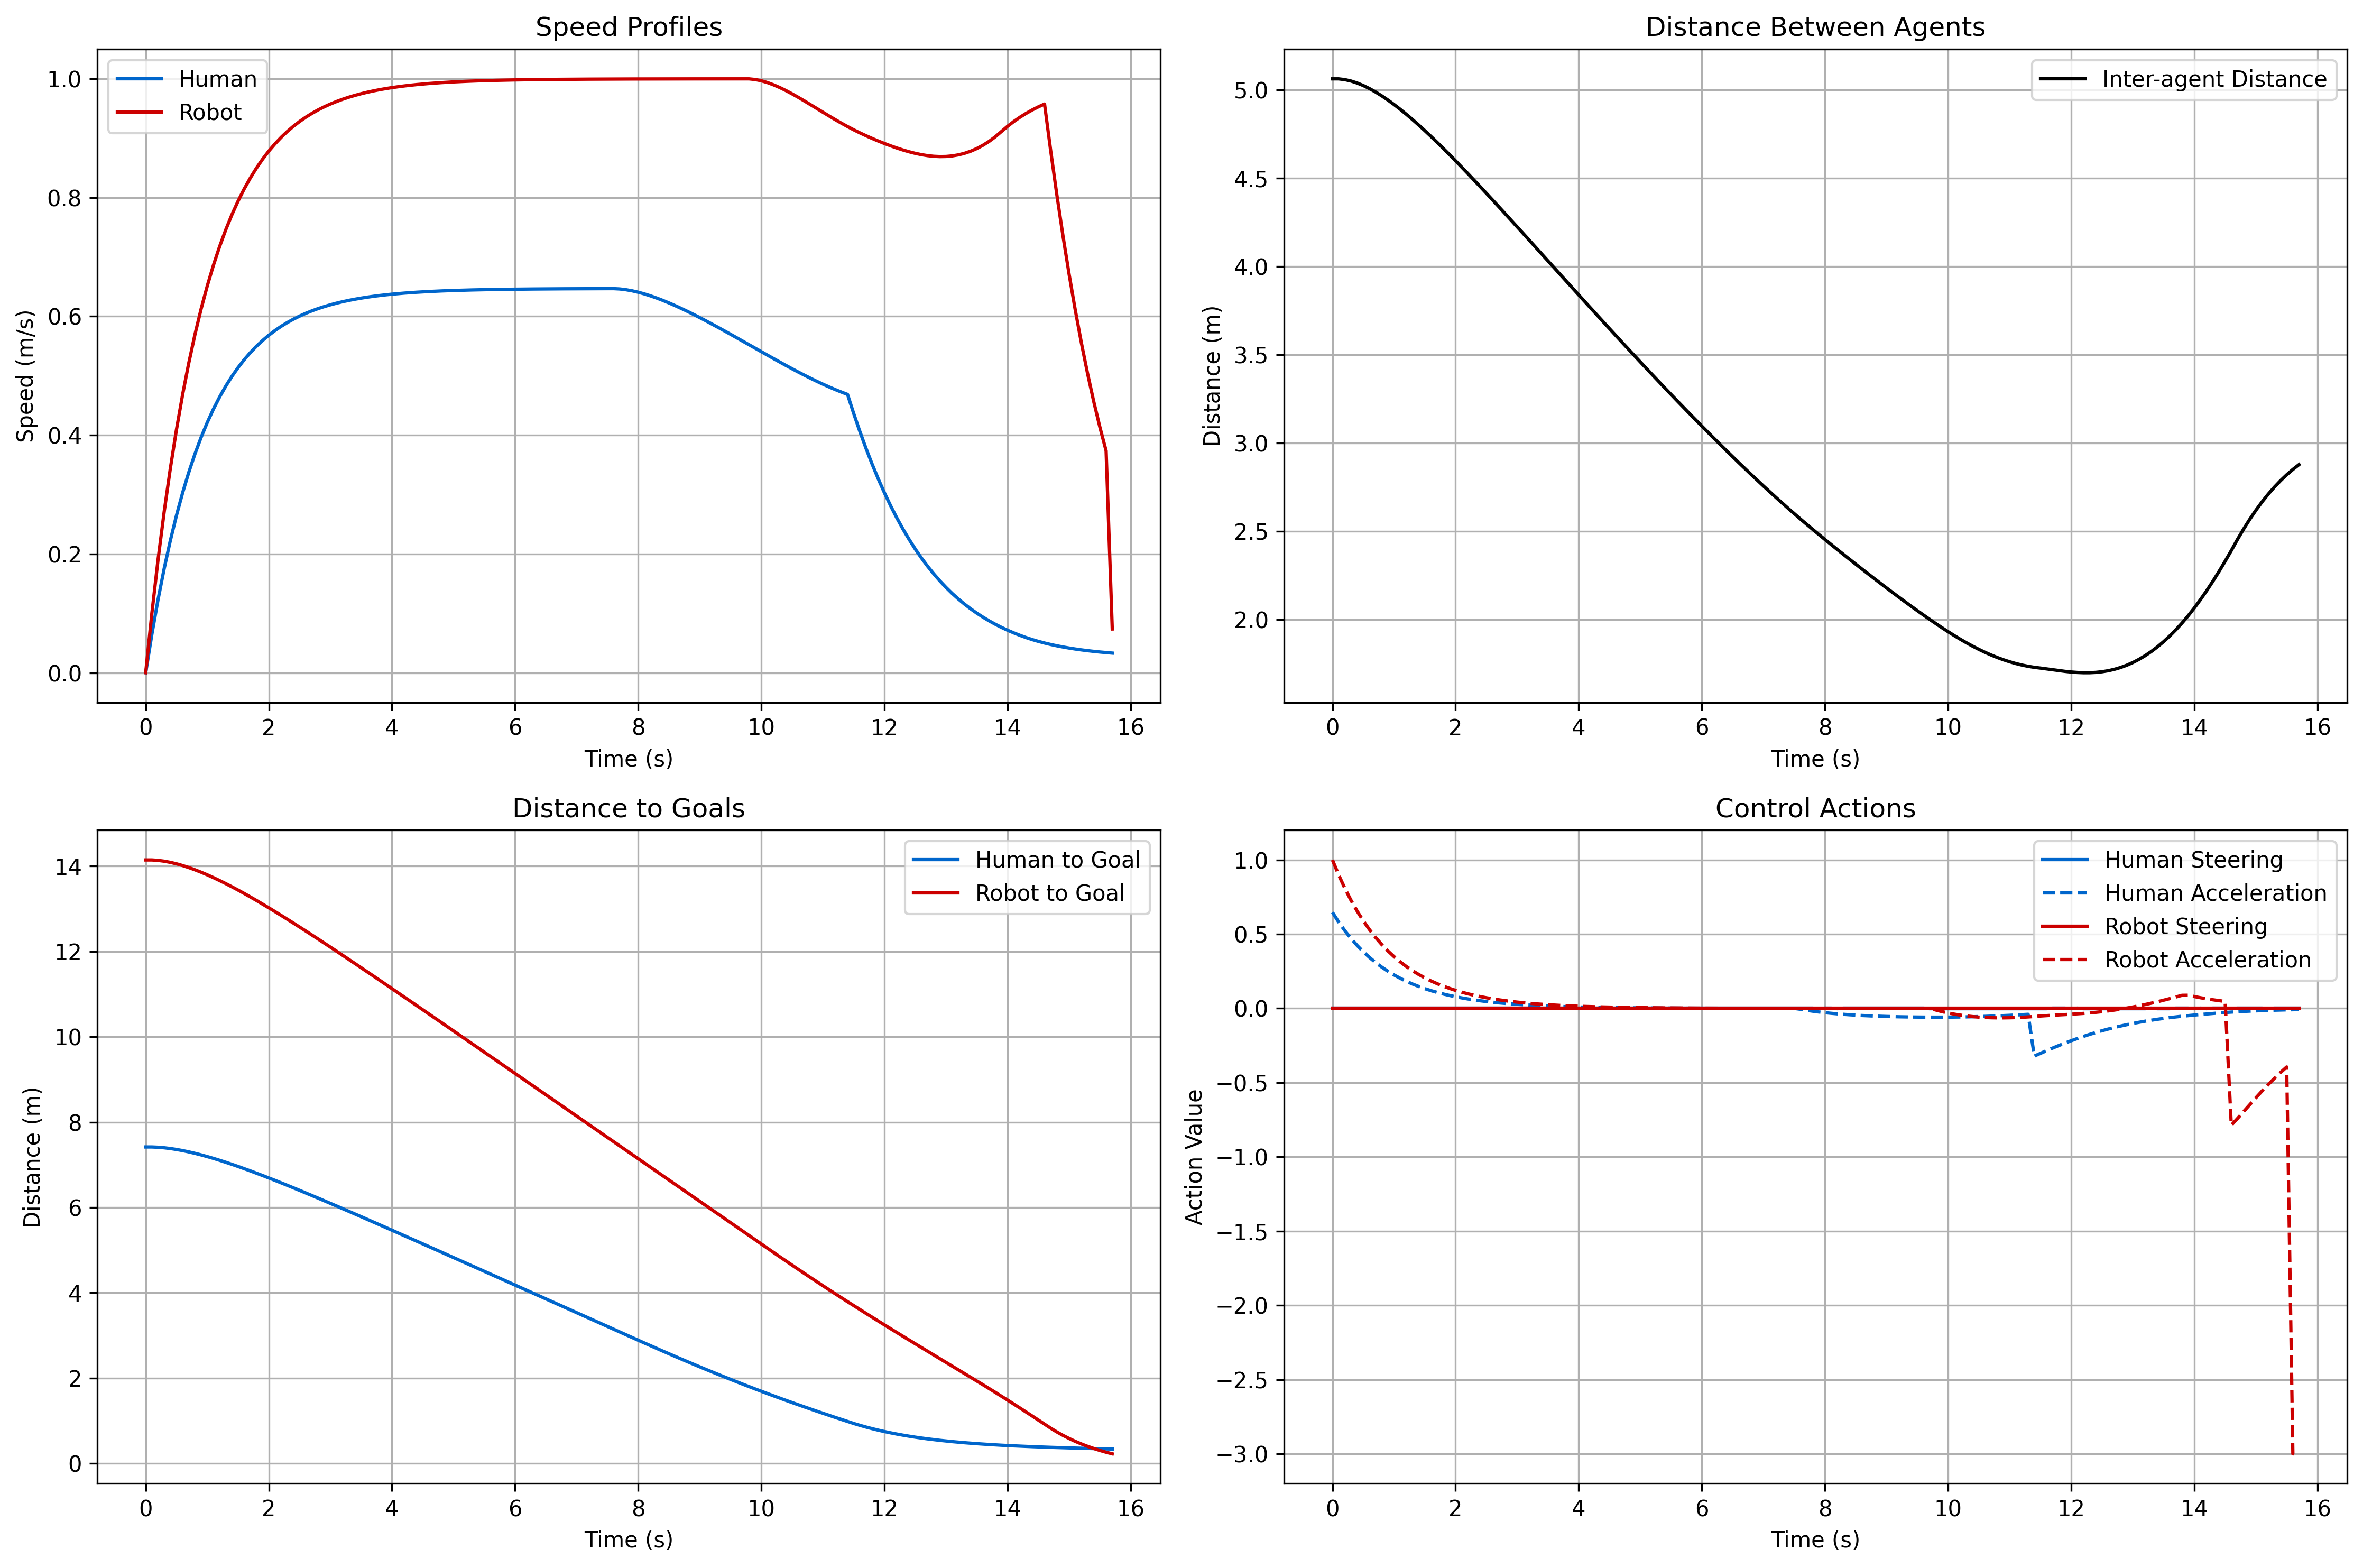 Speed Profiles
Human
Robot
1.0
0.8
0.6
0.4
0.2
0.0
Speed (m/s)
0 2 4 6 8 10 12 14 16
Time (s)
Distance Between Agents
Inter-agent Distance
5.0
4.5
4.0
3.5
3.0
2.5
2.0
Distance (m)
0 2 4 6 8 10 12 14 16
Time (s)
Distance to Goals
Human to Goal
Robot to Goal
14
12
10
8
6
4
2
0
Distance (m)
0 2 4 6 8 10 12 14 16
Time (s)
Control Actions
Human Steering
Human Acceleration
Robot Steering
Robot Acceleration
1.0
0.5
0.0
−0.5
−1.0
−1.5
−2.0
−2.5
−3.0
Action Value
0 2 4 6 8 10 12 14 16
Time (s)